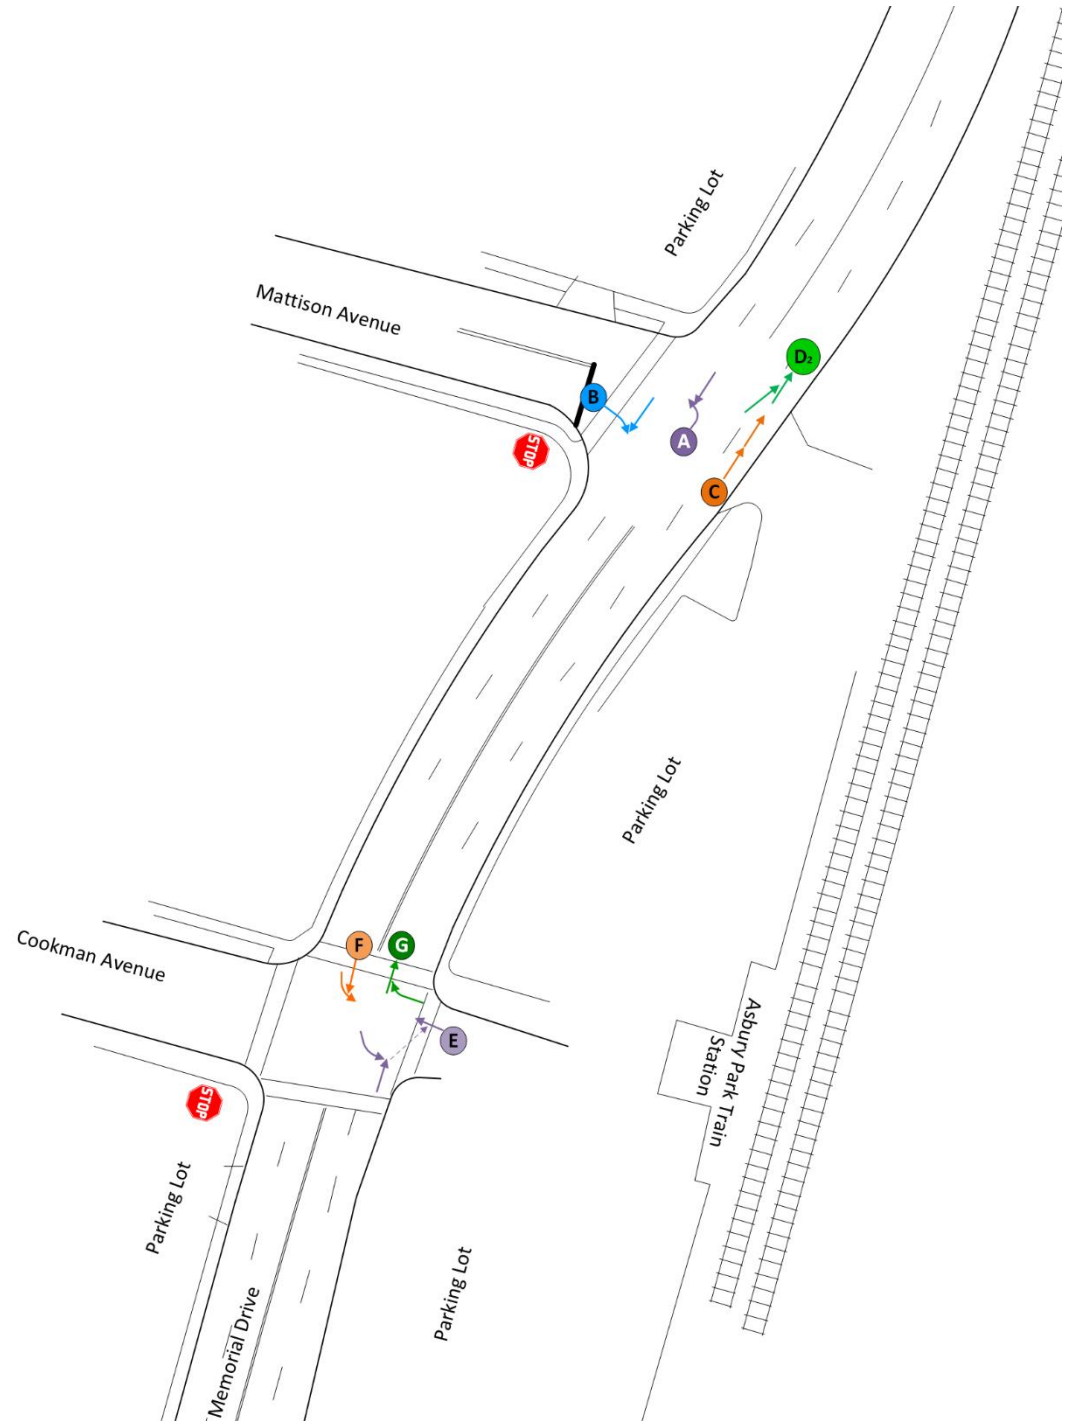 Parking Lot
Mattison Avenue
D2
B
A
STOP
C
Parking Lot
Cookman Avenue
F
G
E
Asbury Park Train
Station
STOP
Parking Lot
Parking Lot
Memorial Drive